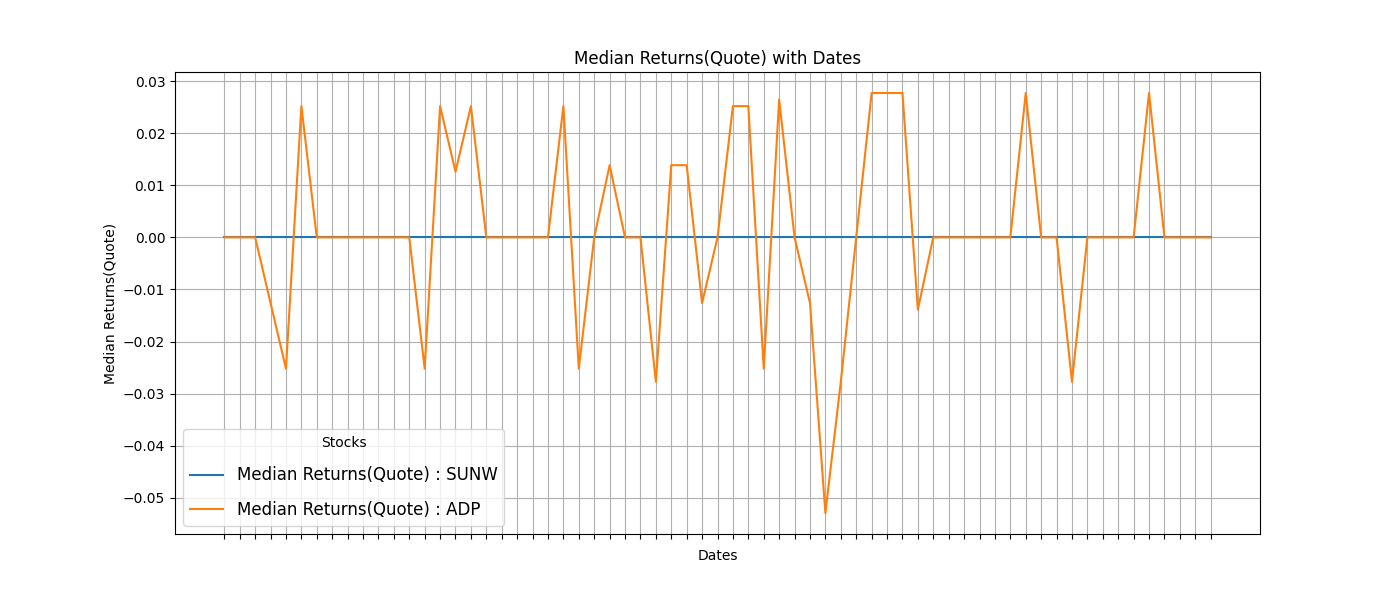 Median Returns(Quote) with Dates
Median Returns(Quote)
0.03
0.02
0.01
0.00
−0.01
−0.02
−0.03
−0.04
−0.05
Stocks
Median Returns(Quote) : SUNW
Median Returns(Quote) : ADP
Dates